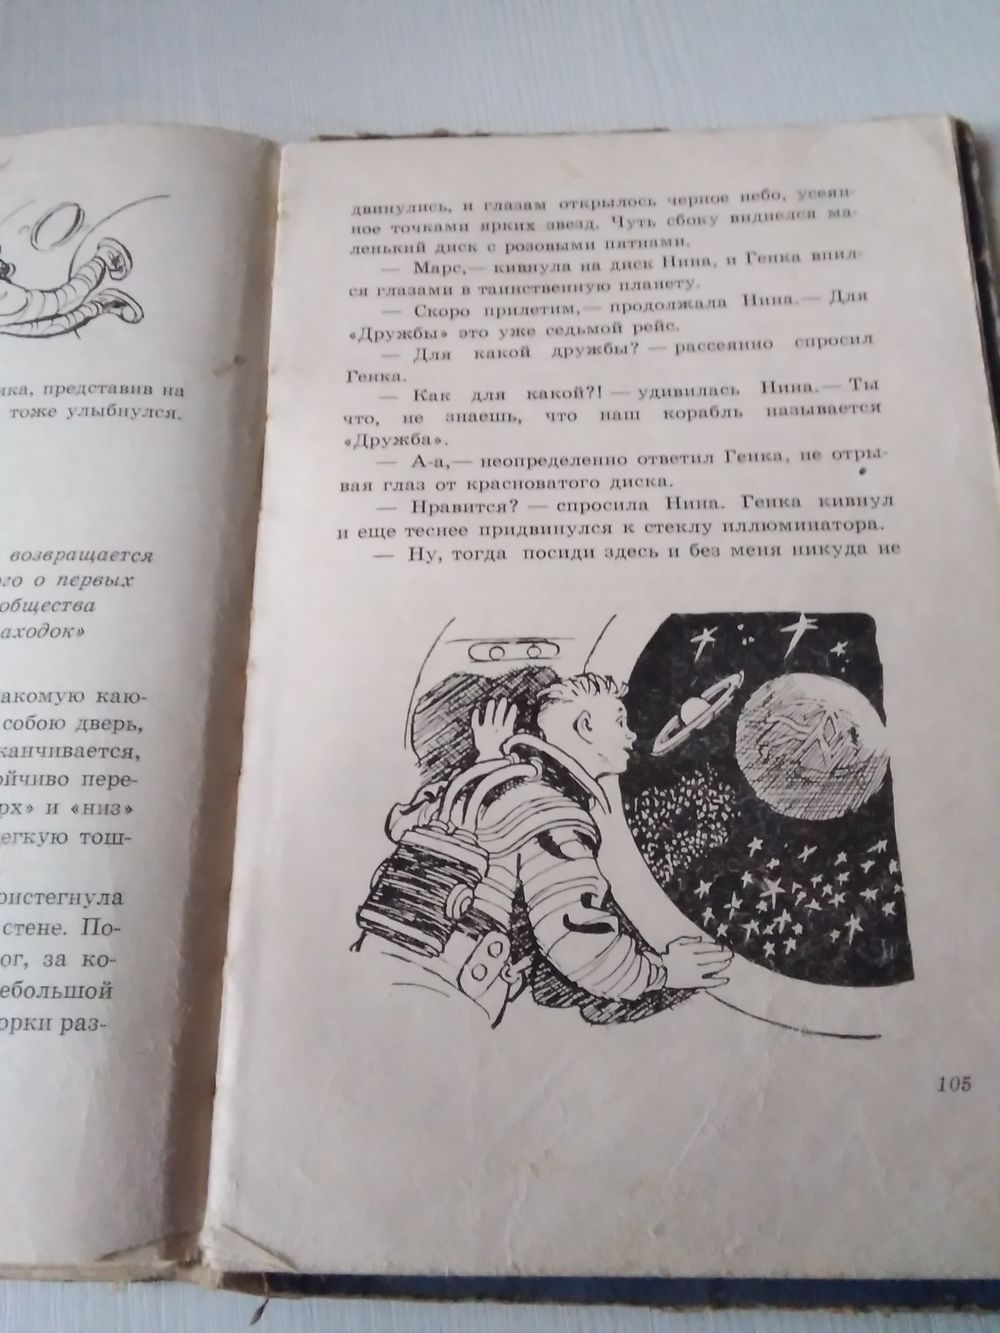 ика, представив на
тоже улыбнулся.
возвращается
го о первых
общества
аходок»
акомую каю-
собою дверь,
канчивается,
ойчиво пере-
рх» и «низ»
егкую тош-
ристегнула
стене. По-
ог, за ко-
ебольшой
орки раз-
двинулись, и глазам открылось черное небо, усеян-
ное точками ярких звезд. Чуть сбоку виднелся ма-
ленький диск с розовыми пятнами.
— Марс,— кивнула на диск Нина, и Генка впил-
ся глазами в таинственную планету.
— Скоро прилетим,— продолжала Нина.— Для
«Дружбы» это уже седьмой рейс.
— Для какой дружбы? — рассеянно спросил
Генка.
— Как для какой?! — удивилась Нина.— Ты
что, не знаешь, что наш корабль называется
«Дружба».
— А-а,— неопределенно ответил Генка, не отры-
вая глаз от красноватого диска.
— Нравится? — спросила Нина. Генка кивнул
и еще теснее придвинулся к стеклу иллюминатора.
— Ну, тогда посиди здесь и без меня никуда не
105